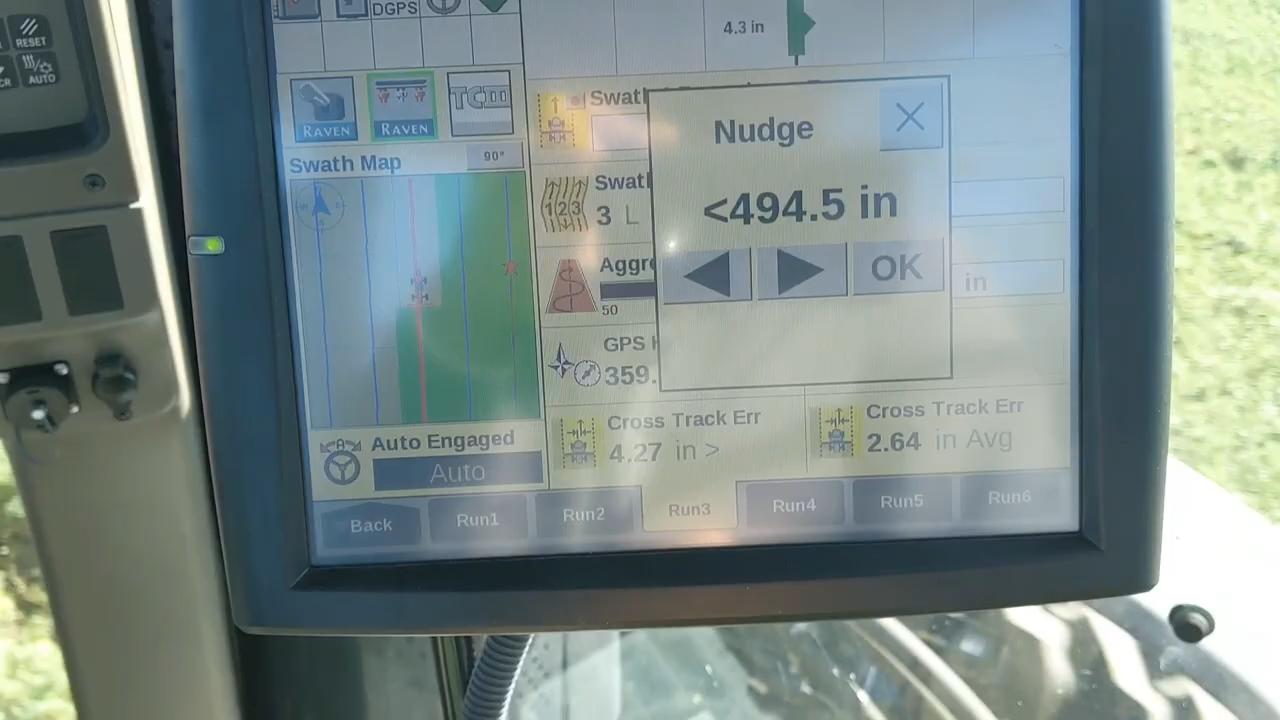 RESET
AUTO
DGPS
4.3 in
RAVEN
RAVEN
TC
Swath Map
90°
Nudge
<494.5 in
OK
3 L
in
50
GPS
359.
Auto Engaged
Auto
Cross Track Err
4.27 in >
Cross Track Err
2.64 in Avg
Back
Run1
Run2
Run3
Run4
Run5
Run6